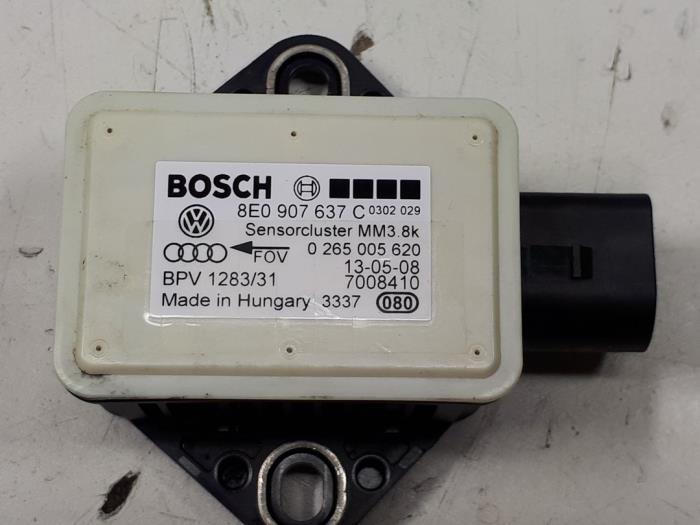 BOSCH
8E0 907 637 C 0302 029
Sensorcluster MM3.8k
FOV 0 265 005 620
13-05-08
BPV 1283/31 7008410
Made in Hungary 3337 080